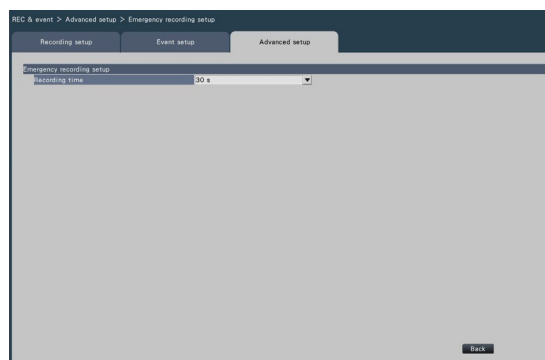 REC & event > Advanced setup > Emergency recording setup
Recording setup
Event setup
Advanced setup
Emergency recording setup
Recording time 30 s
Back